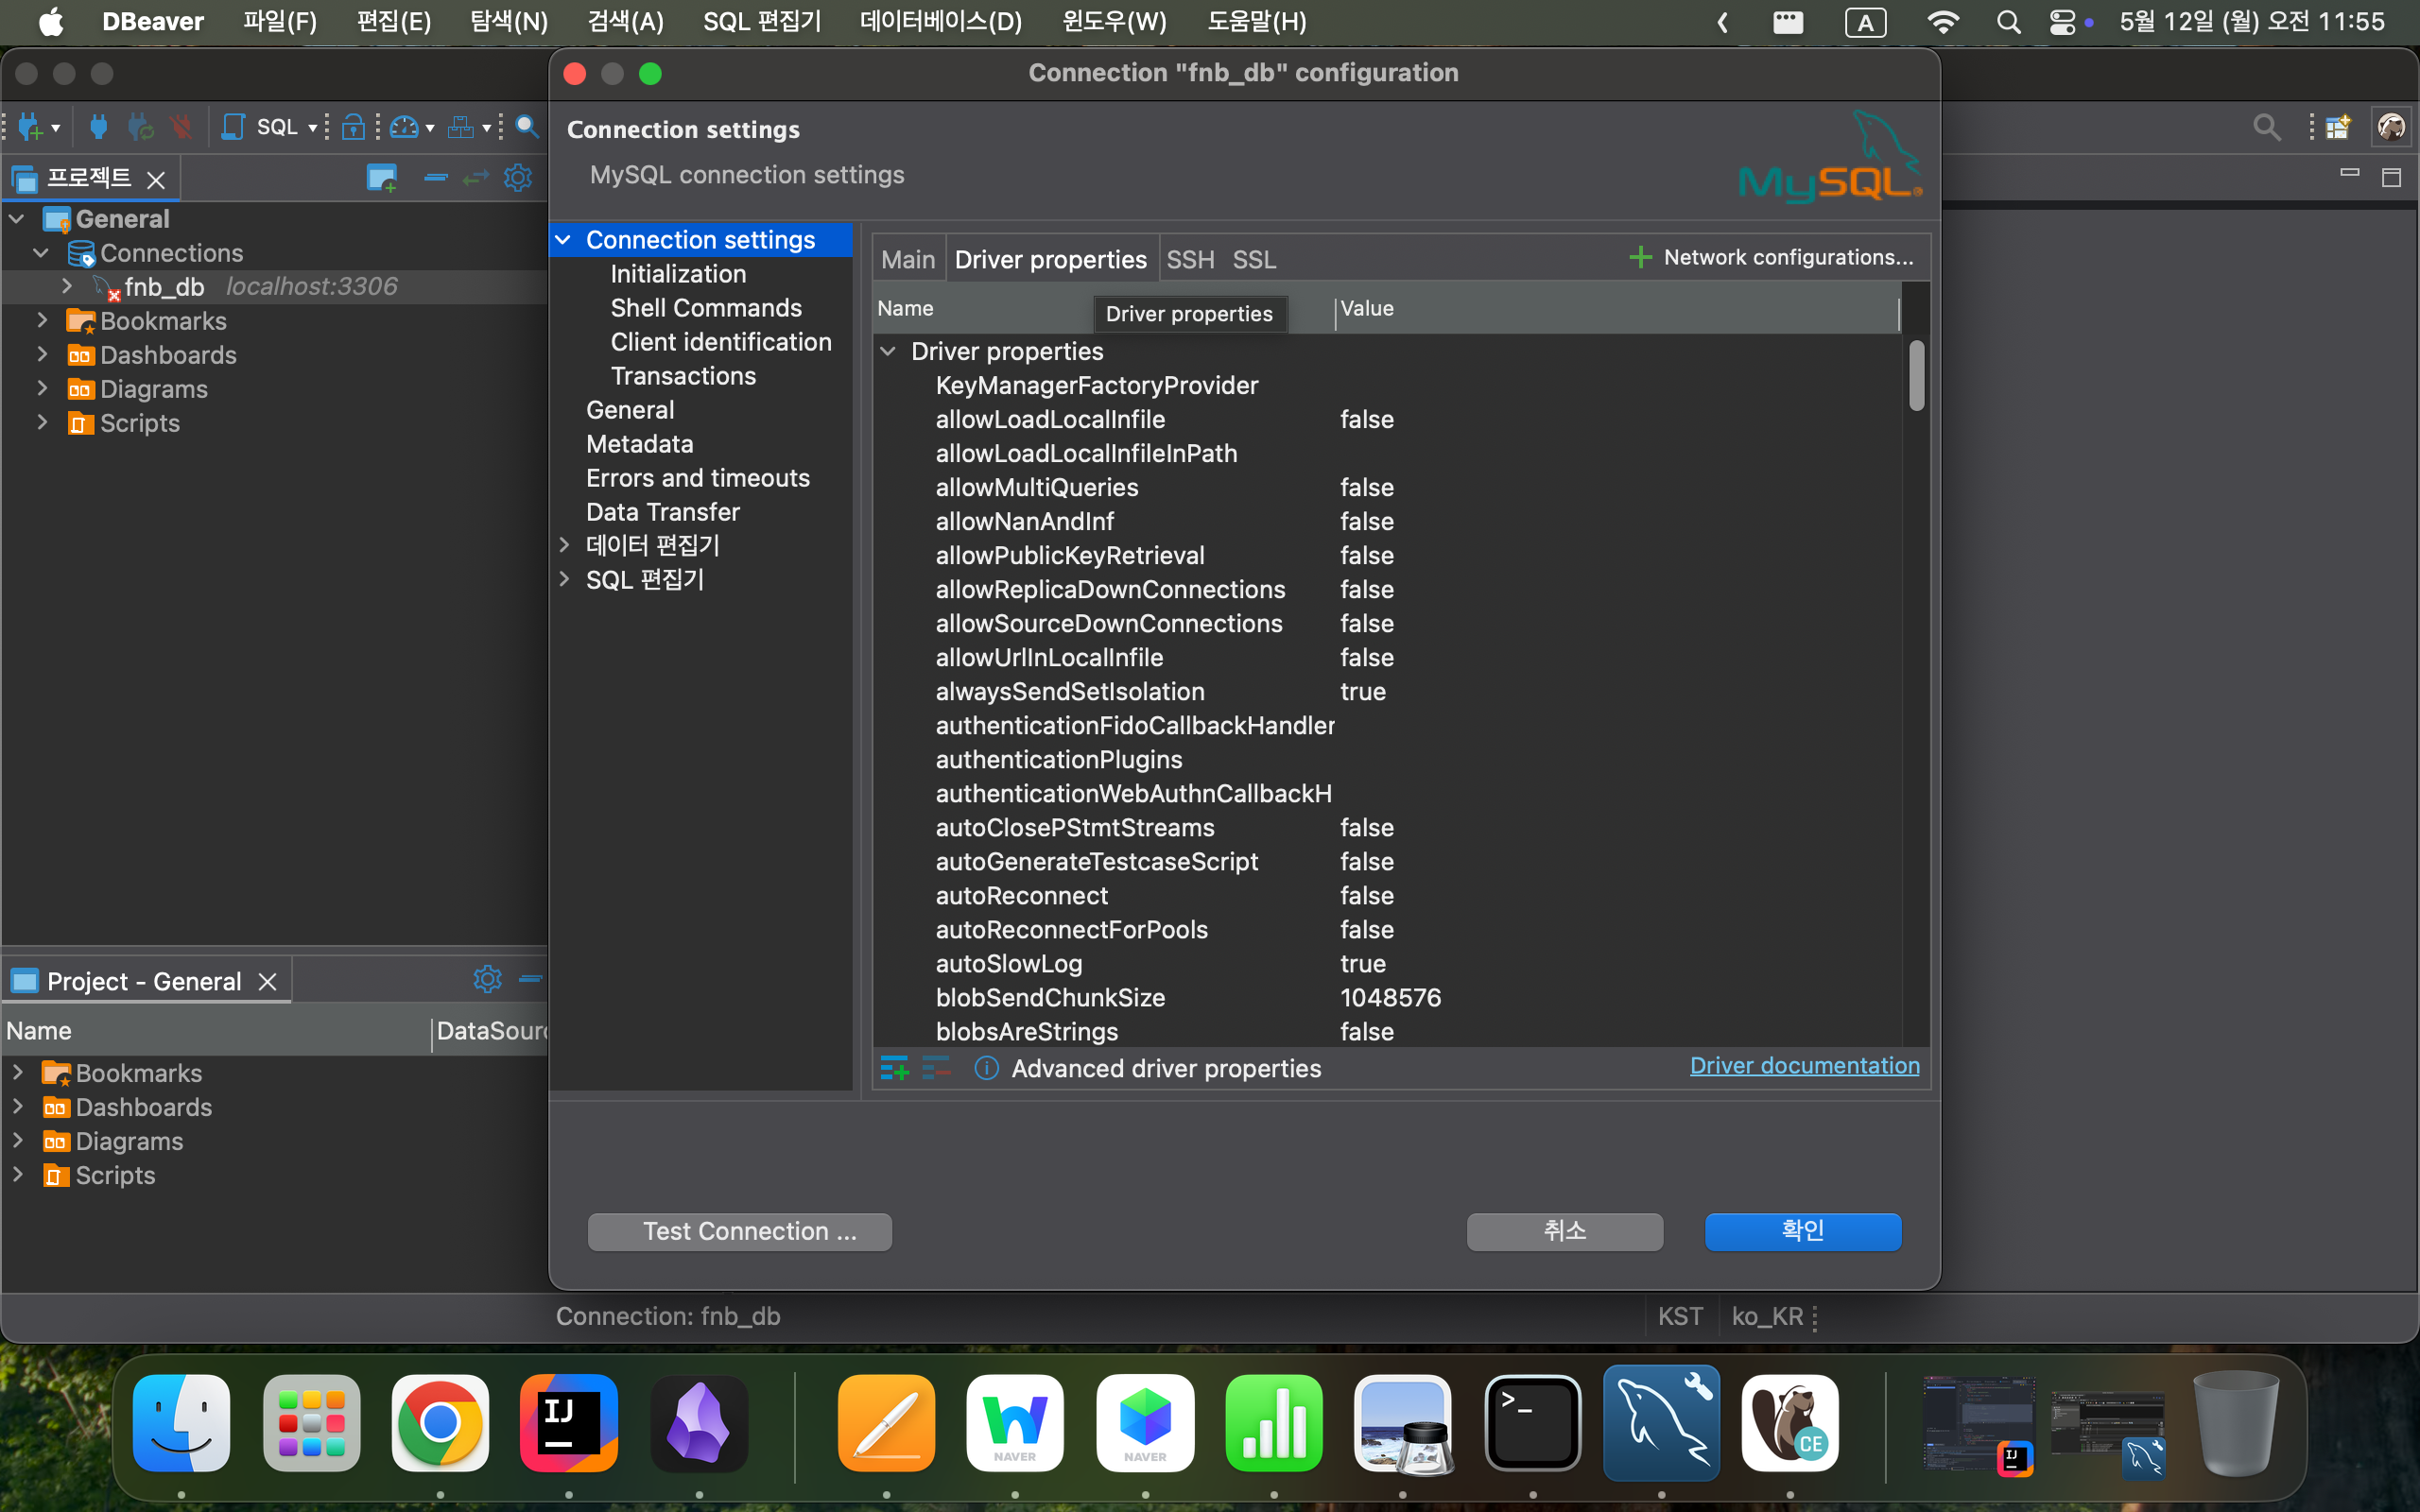 DBeaver 파일(F) 편집(E) 탐색(N) 검색(A) SQL 편집기 데이터베이스(D) 윈도우(W) 도움말(H) A 5월 12일 (월) 오전 11:55
Connection "fnb_db" configuration
SQL
Connection settings
MySQL connection settings
MySQL
프로젝트
General
Connections
fnb_db localhost:3306
Bookmarks
Dashboards
Diagrams
Scripts
Connection settings
Initialization
Shell Commands
Client identification
Transactions
General
Metadata
Errors and timeouts
Data Transfer
데이터 편집기
SQL 편집기
Main Driver properties SSH SSL Network configurations...
Name Value
Driver properties
Driver properties
KeyManagerFactoryProvider
allowLoadLocalInfile false
allowLoadLocalInfileInPath
allowMultiQueries false
allowNanAndInf false
allowPublicKeyRetrieval false
allowReplicaDownConnections false
allowSourceDownConnections false
allowUrlInLocalInfile false
alwaysSendSetIsolation true
authenticationFidoCallbackHandler
authenticationPlugins
authenticationWebAuthnCallbackH
autoClosePStmtStreams false
autoGenerateTestcaseScript false
autoReconnect false
autoReconnectForPools false
autoSlowLog true
blobSendChunkSize 1048576
blobsAreStrings false
Advanced driver properties Driver documentation
Project - General
Name DataSourc
Bookmarks
Dashboards
Diagrams
Scripts
Test Connection ... 취소 확인
Connection: fnb_db KST ko_KR
IJ
NAVER
NAVER
>_
CE
IJ